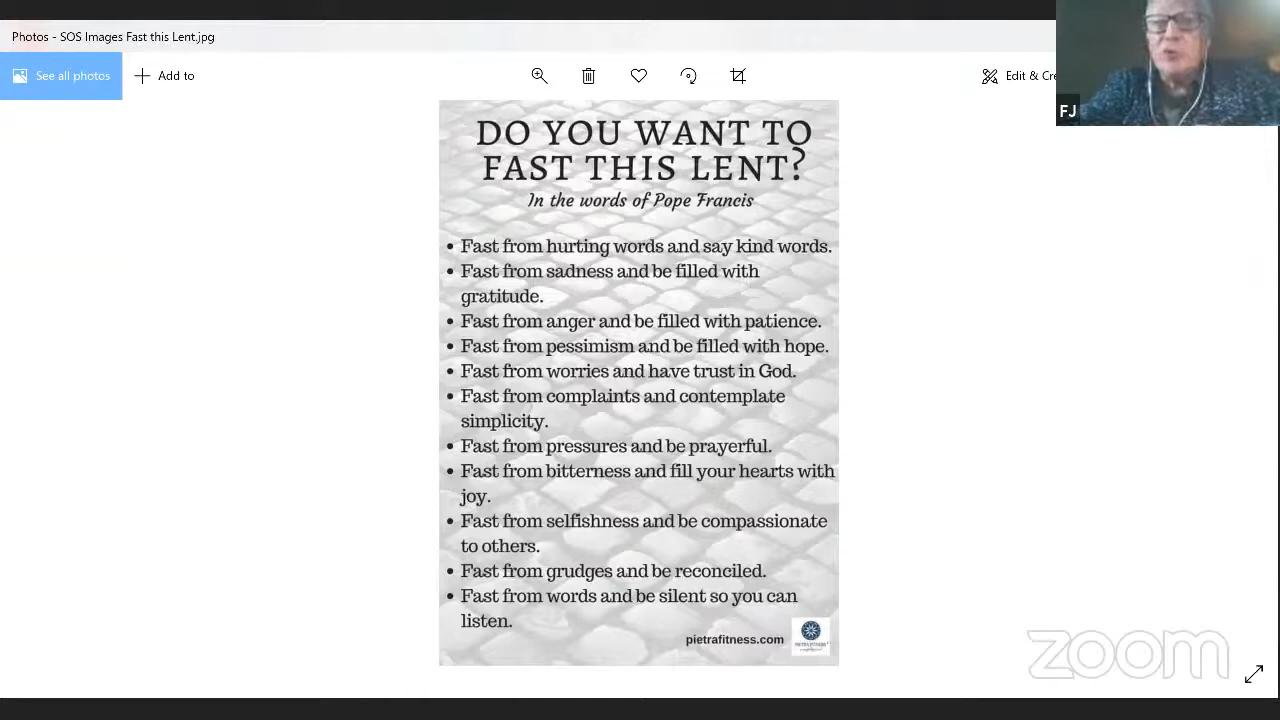 Photos - SOS Images Fast this Lent.jpg
See all photos
Add to
Edit & Cre
FJ
DO YOU WANT TO
FAST THIS LENT?
In the words of Pope Francis
• Fast from hurting words and say kind words.
• Fast from sadness and be filled with
gratitude.
• Fast from anger and be filled with patience.
• Fast from pessimism and be filled with hope.
• Fast from worries and have trust in God.
• Fast from complaints and contemplate
simplicity.
• Fast from pressures and be prayerful.
• Fast from bitterness and fill your hearts with
joy.
• Fast from selfishness and be compassionate
to others.
• Fast from grudges and be reconciled.
• Fast from words and be silent so you can
listen.
pietrafitness.com
PIETRA FITNESS
zoom